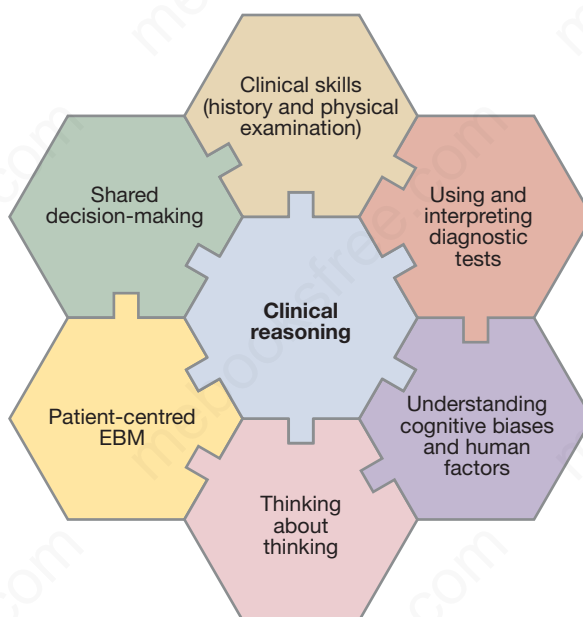 Clinical skills
(history and physical
examination)
Shared
decision-making
Using and
interpreting
diagnostic
tests
Clinical
reasoning
Patient-centred
EBM
Understanding
cognitive biases
and human
factors
Thinking
about
thinking